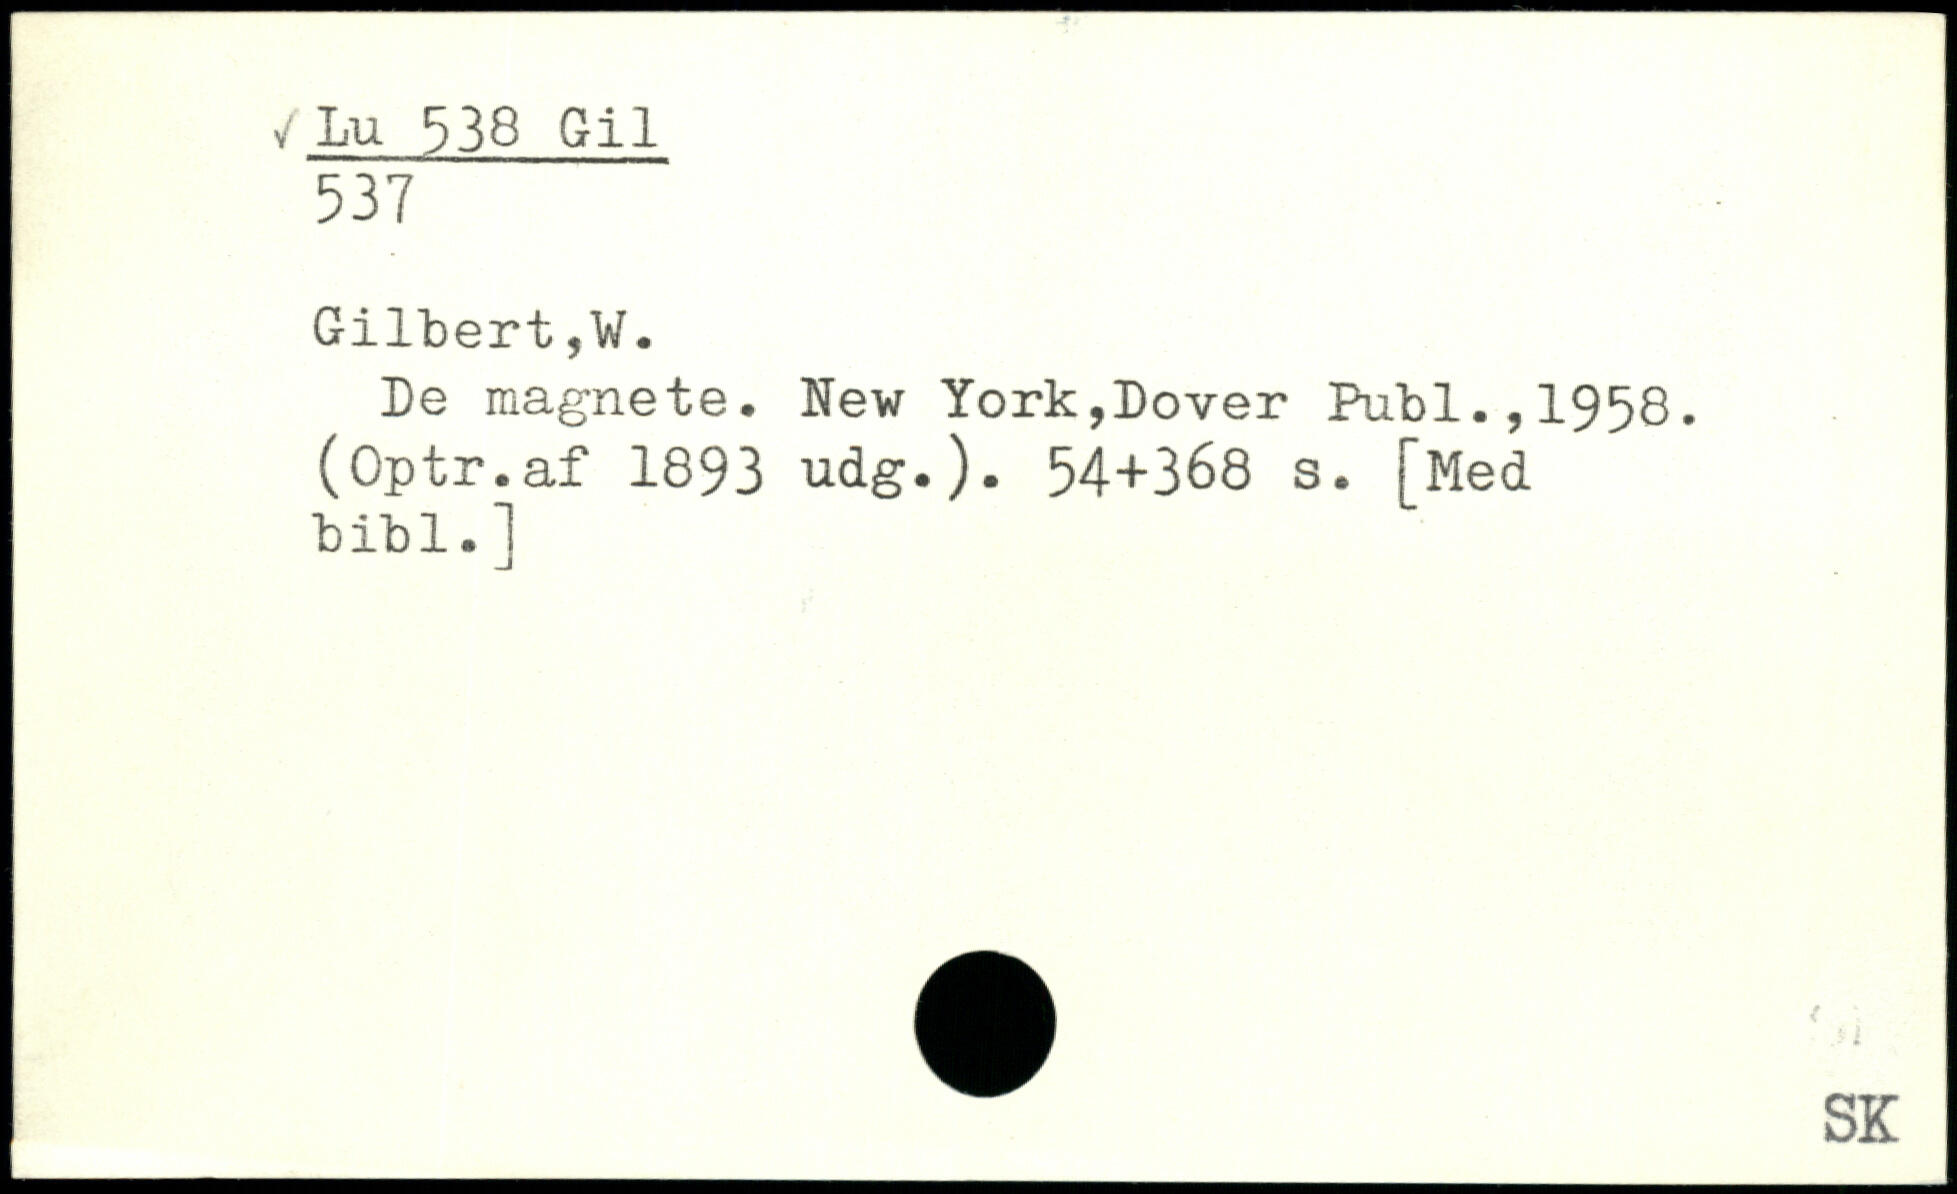 ✓ Lu 538 Gil
537
Gilbert,W.
De magnete. New York,Dover Publ.,1958.
(Optr.af 1893 udg.). 54+368 s. [Med
bibl.]
SK